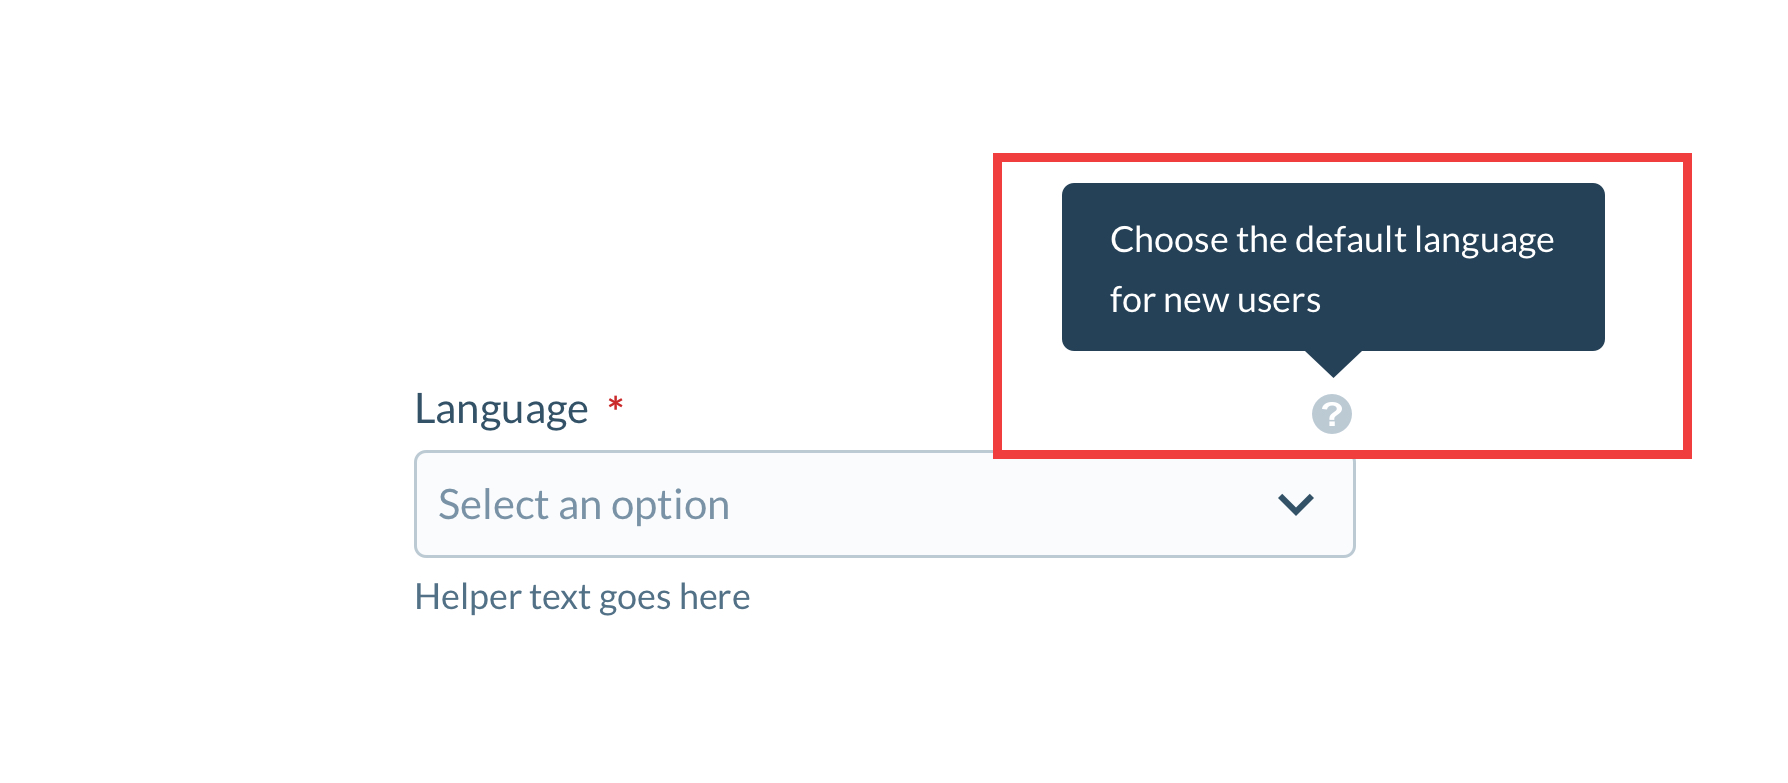 Choose the default language
for new users
?
Language *
Select an option
Helper text goes here